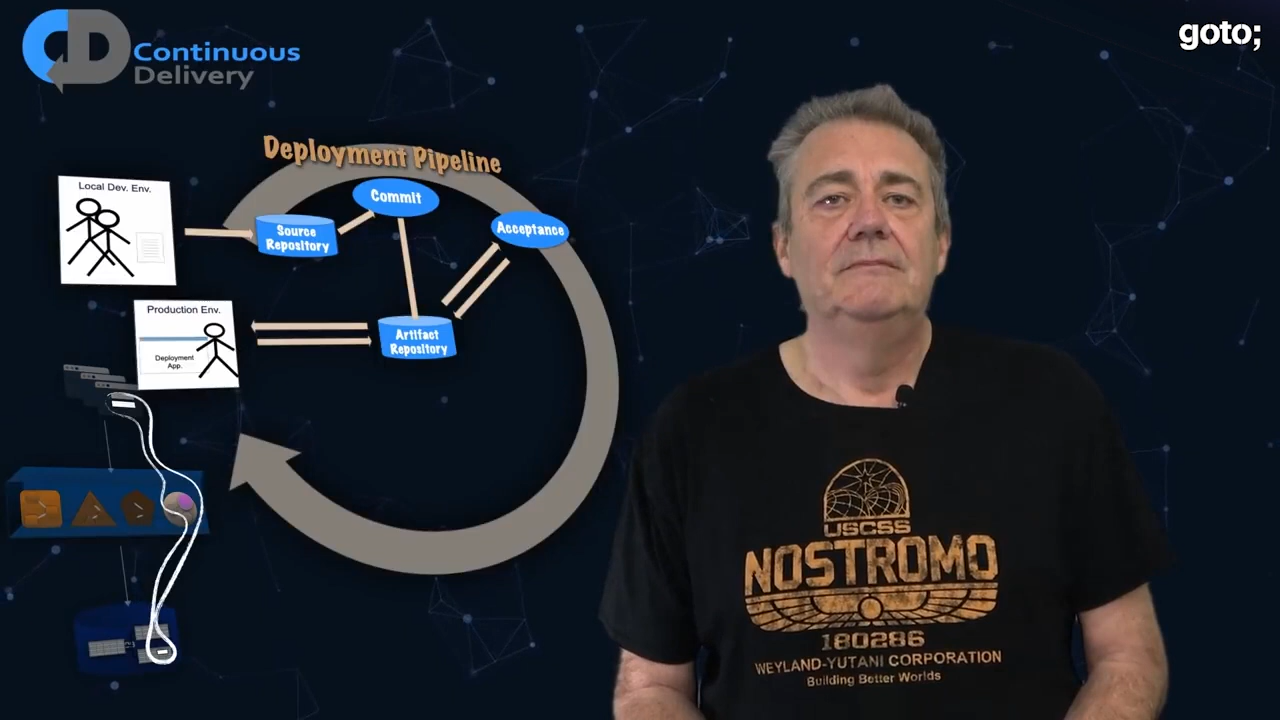 Continuous
Delivery
goto;
Deployment Pipeline
Local Dev. Env.
Source
Repository
Commit
Acceptance
Production Env.
Deployment
App.
Artifact
Repository
USCSS
NOSTROMO
180286
WEYLAND-YUTANI CORPORATION
Building Better Worlds